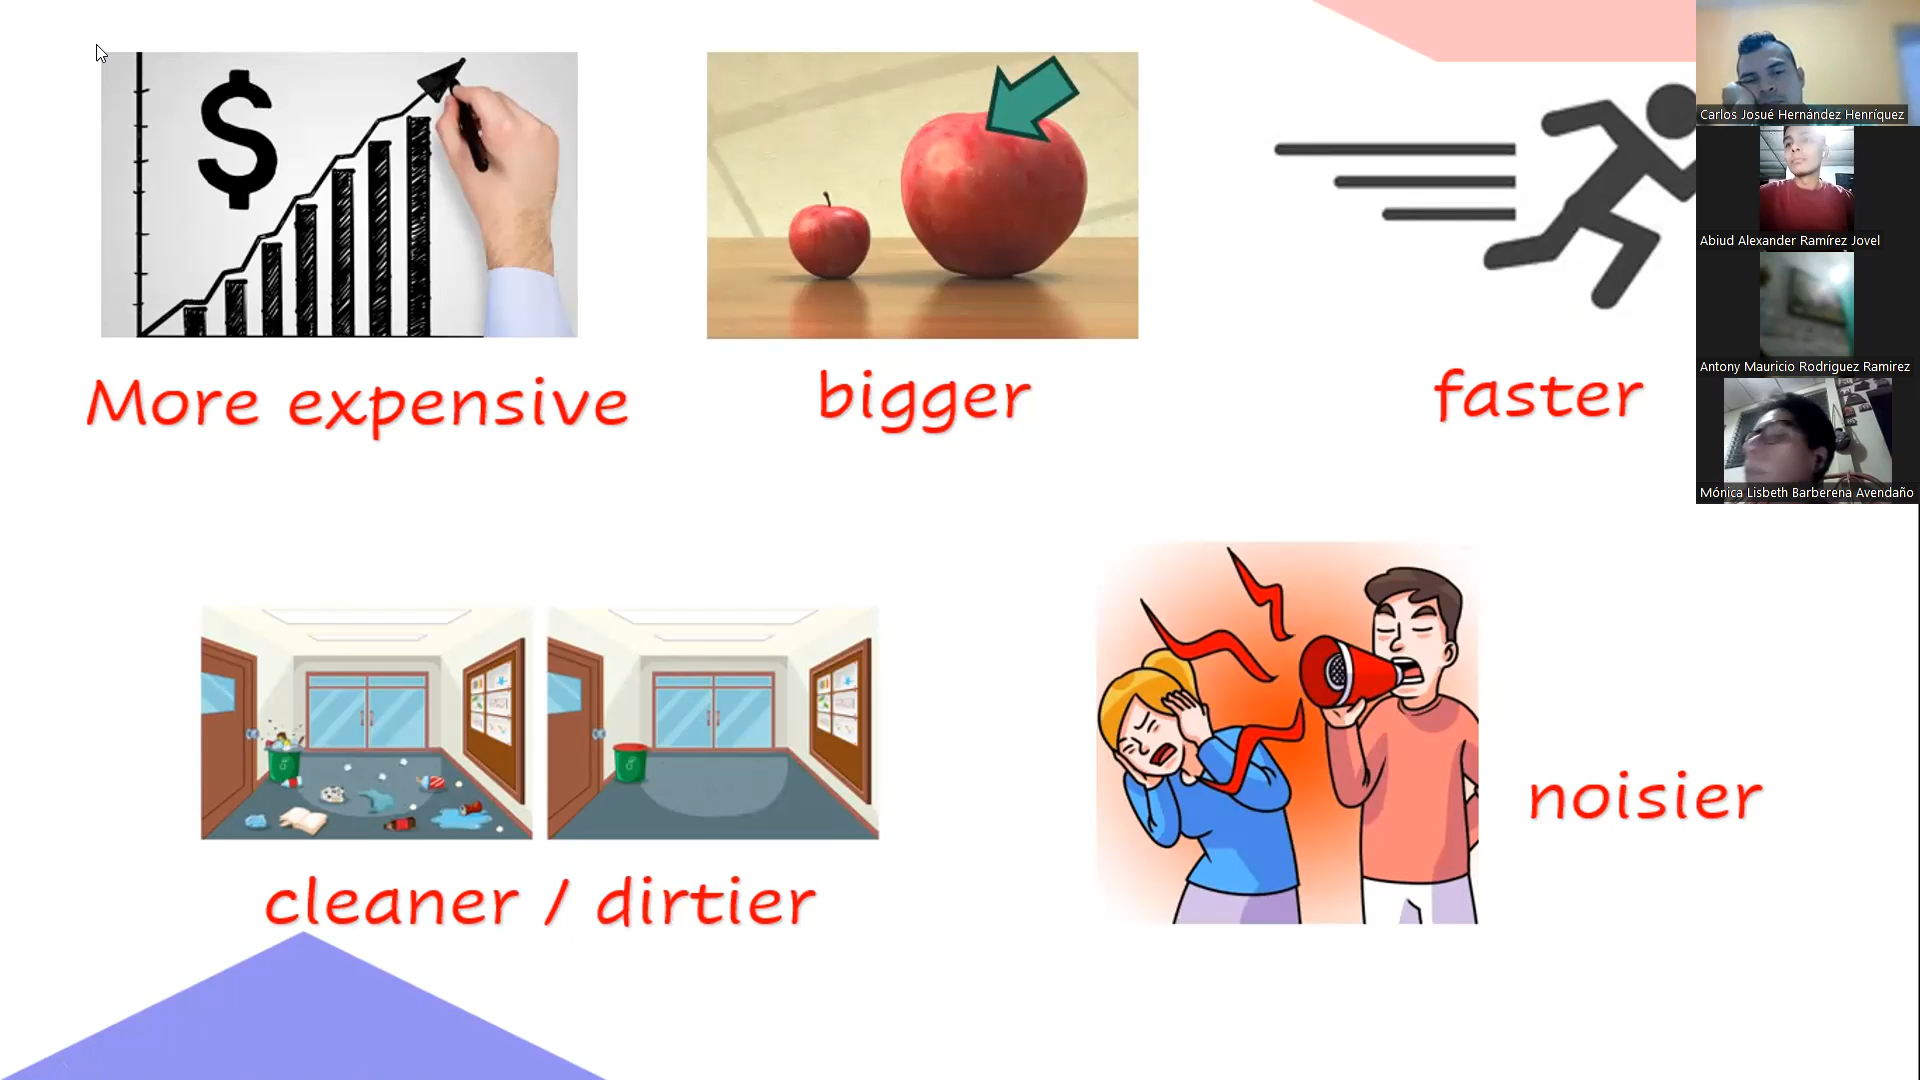 $
More expensive
bigger
faster
cleaner / dirtier
noisier
Carlos Josué Hernández Henríquez
Abiud Alexander Ramírez Jovel
Antony Mauricio Rodriguez Ramirez
Mónica Lisbeth Barberena Avendaño